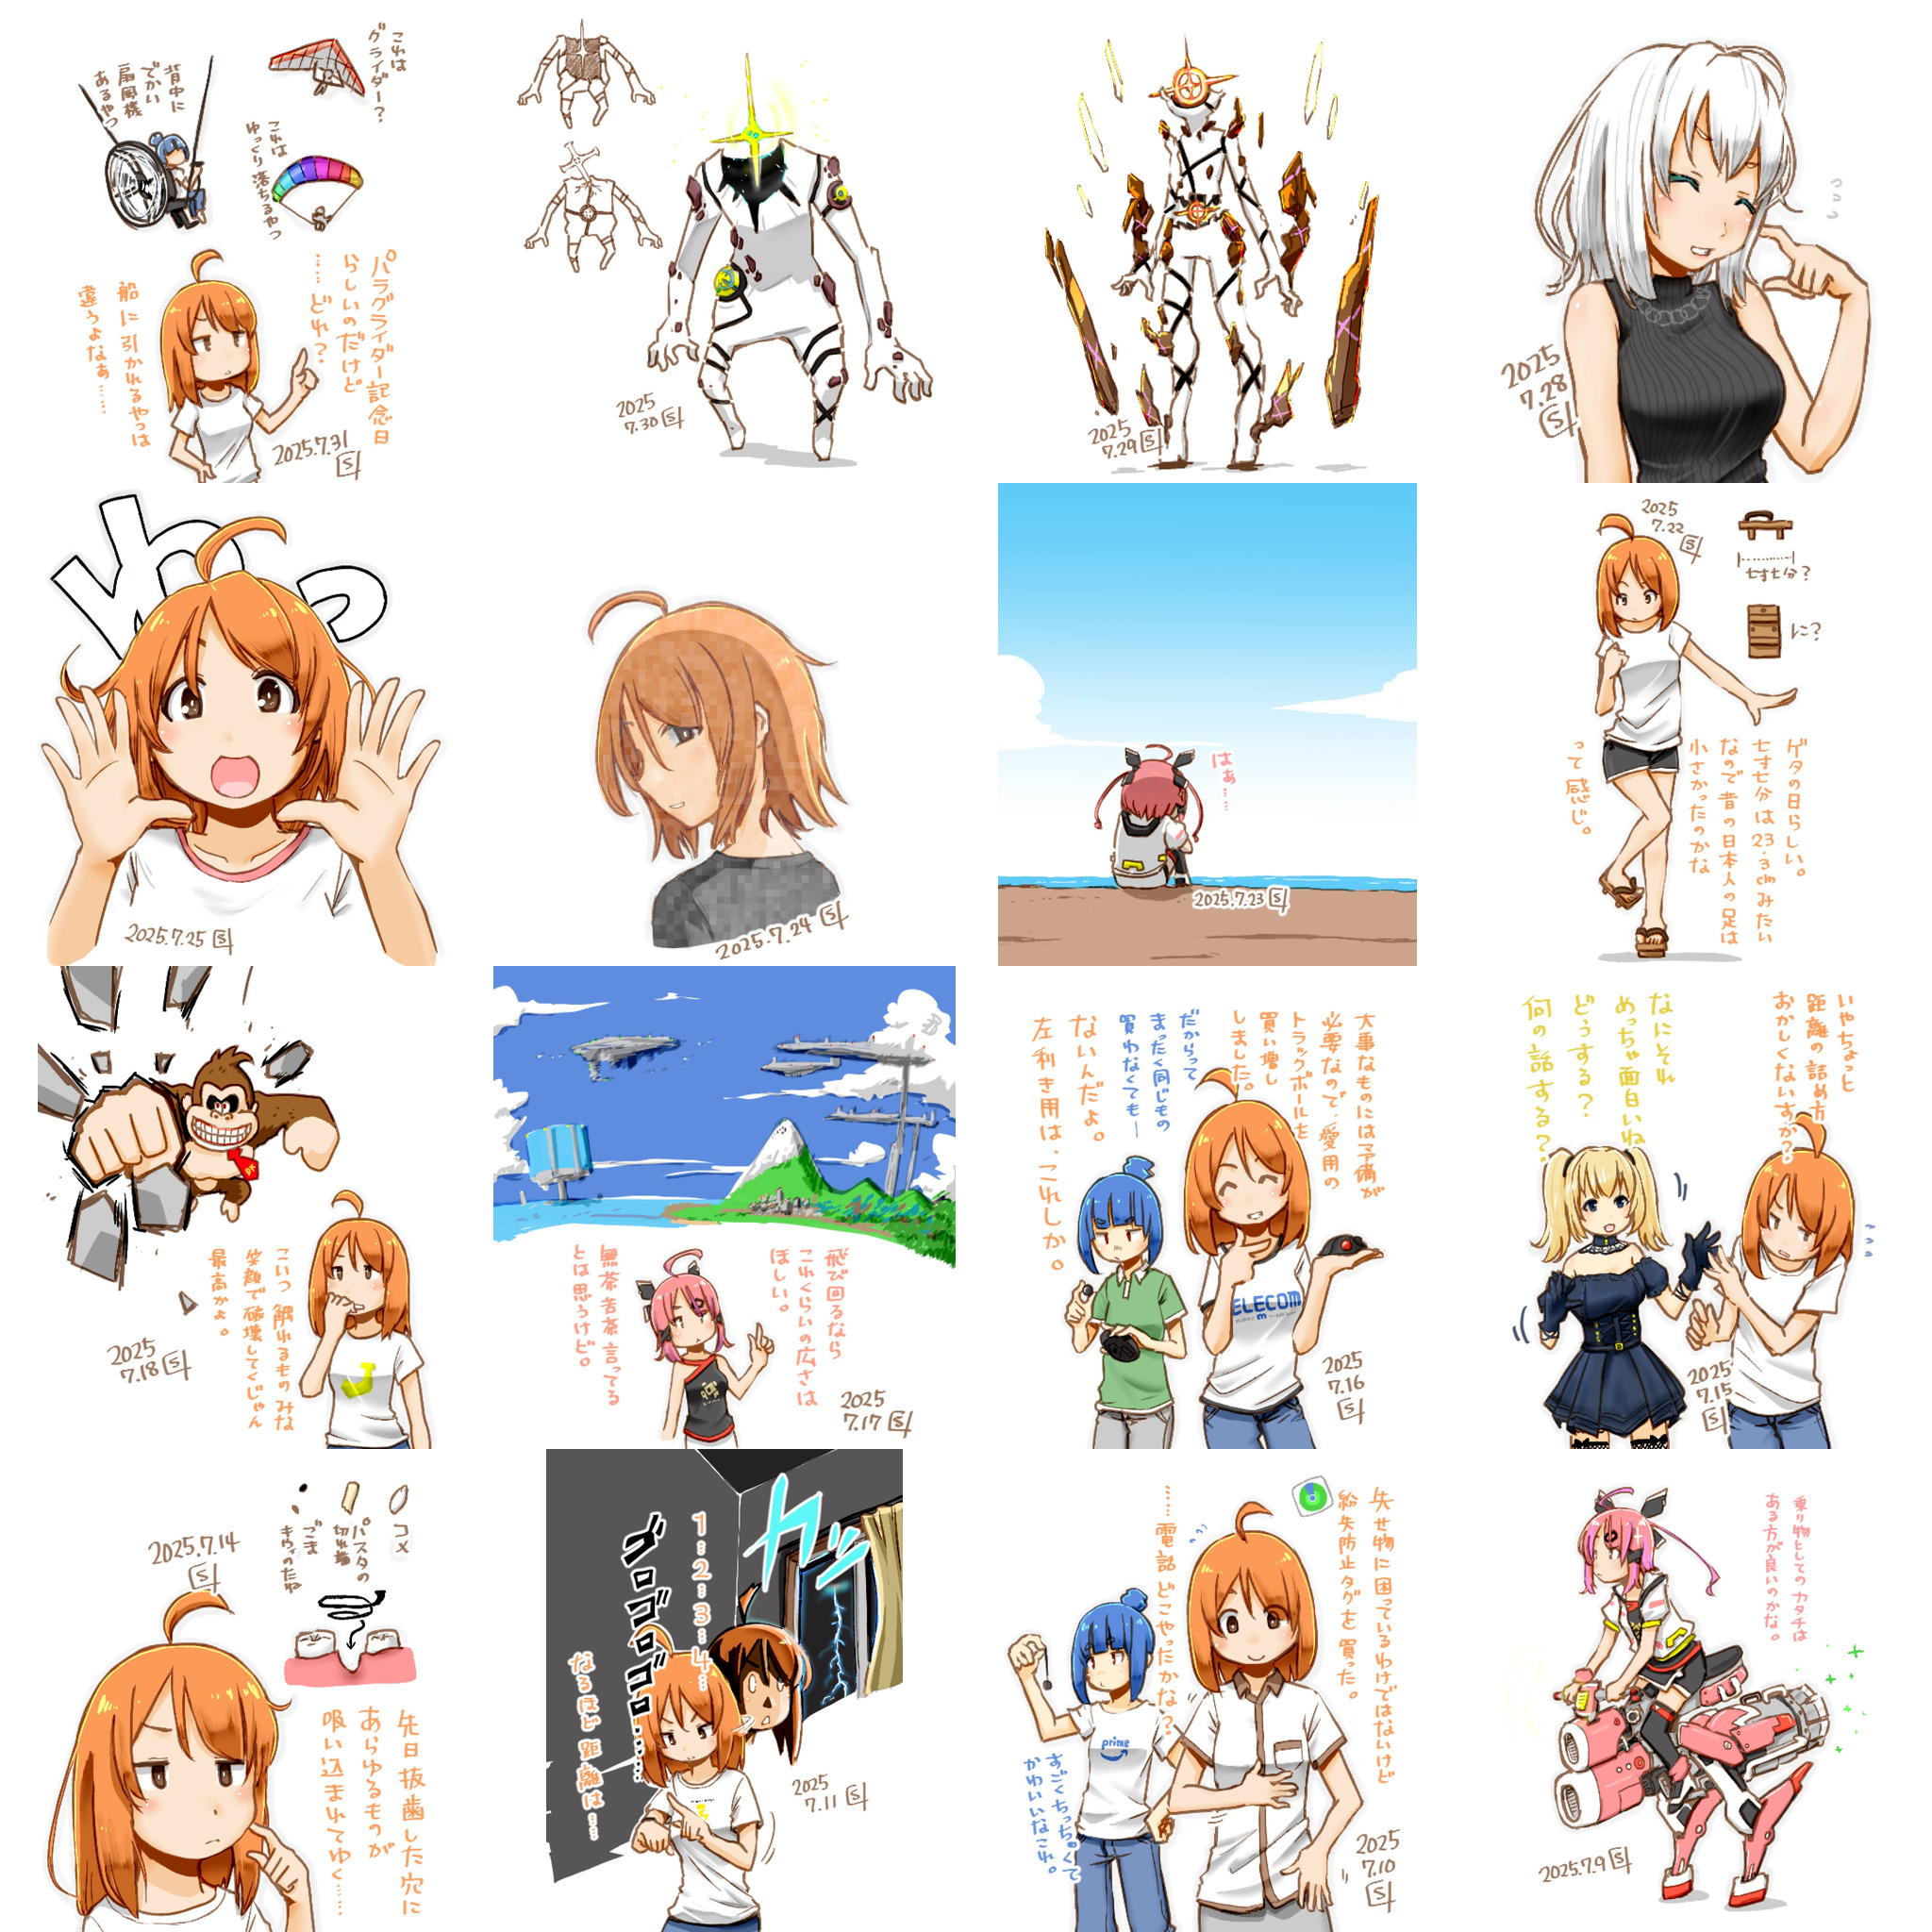 これは
グライダー?
背中に
でかい
扇風機
あるやつ
これは
ゆっくり落ちるやつ
パラグライダー記念日
らしいのだけど
……どれ?
船に引かれるやつは
違うよなぁ……
2025.7.31
2025
7.30
2025
7.29
2025
7.28
ゆっ
2025.7.25
2025.7.24
はぁ……
2025.7.23
2025
7.22
七寸七分?
に?
ゲタの日らしい。
七寸七分は23.3cmみたい
なので昔の日本人の足は
小さかったのかな
って感じ。
DK
こいつ触れるものみな
笑顔で破壊してくじゃん
最高かよ。
2025
7.18
飛び回るなら
これくらいの広さは
ほしい。
無茶苦茶言ってる
とは思うけど。
2025
7.17
大事なものにはマア備が
必要なので、愛用の
トラックボールを
買い増し
しました。
だからって
まったく同じもの
買わなくても―
ないんだよ。
左利き用は、これしか。
ELECOM
2025
7.16
いやちょっと
距離の詰め方
おかしくないすか?
なにそれ
めっちゃ面白いね
どうする?
何の話する?
2025
7.15
2025.7.14
コメ
パスタの
切れ端
ごま
キウィのたね
先日抜歯した穴に
あらゆるものが
吸い込まれてゆく……
カッ
ゴロゴロゴロ……
1…2…3…4…
なるほど距離は……
2025
7.11
失せ物に困っているわけではないけど
紛失防止タグを買った。
……電話どこやったかな?
prime
すごくちっちゃくて
かわいいなこれ。
2025
7.10
乗り物としてのカタチは
ある方が良いのかな。
2025.7.9